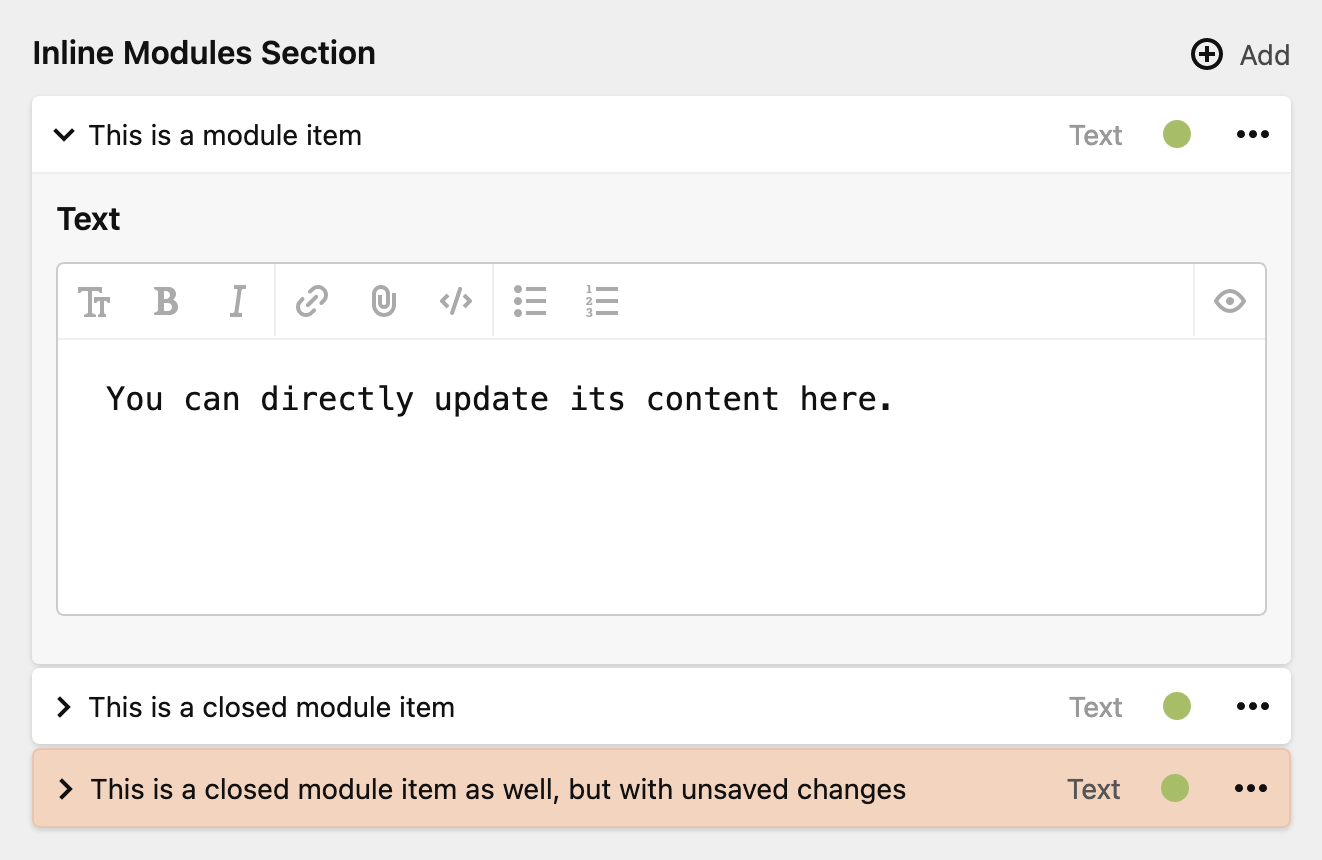 Inline Modules Section
Add
This is a module item
Text
Text
You can directly update its content here.
This is a closed module item
Text
This is a closed module item as well, but with unsaved changes
Text